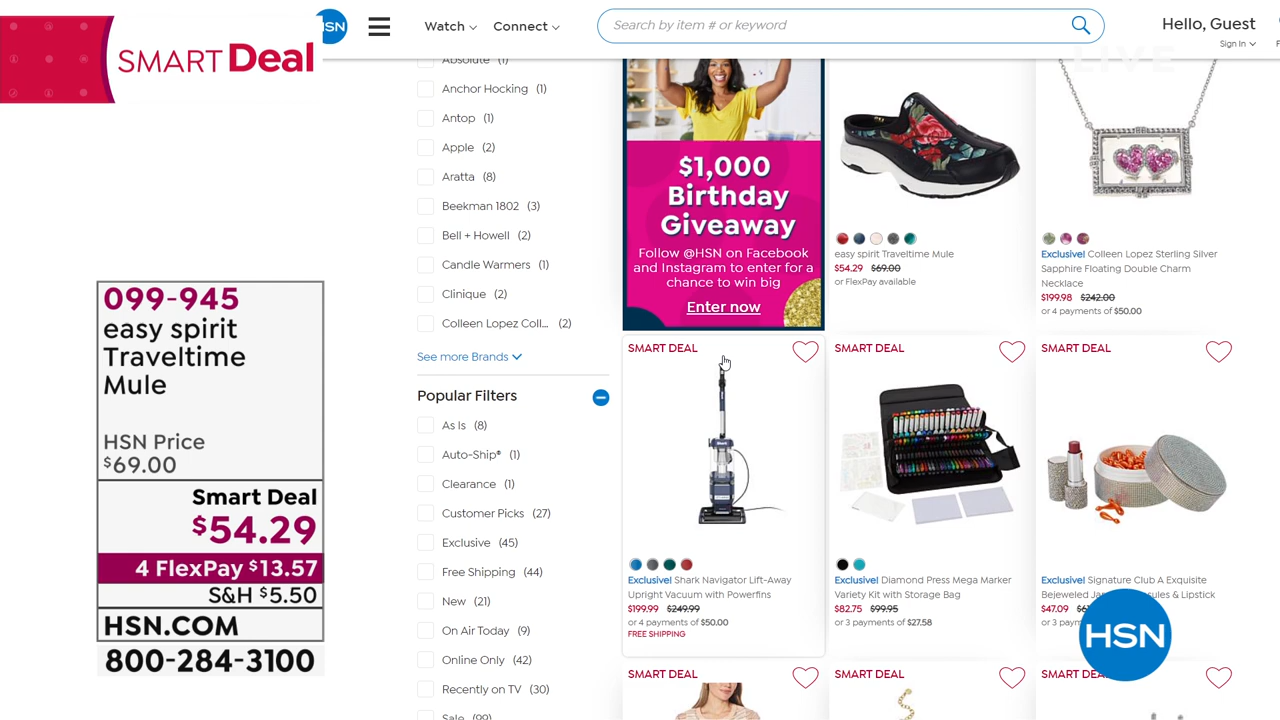 SMART Deal
HSN
Watch
Connect
Search by item # or keyword
Hello, Guest
Sign In
LIVE
Absolute (1)
Anchor Hocking (1)
Antop (1)
Apple (2)
Aratta (8)
Beekman 1802 (3)
Bell + Howell (2)
Candle Warmers (1)
Clinique (2)
Colleen Lopez Coll... (2)
See more Brands
Popular Filters
As Is (8)
Auto-Ship® (1)
Clearance (1)
Customer Picks (27)
Exclusive (45)
Free Shipping (44)
New (21)
On Air Today (9)
Online Only (42)
Recently on TV (30)
Sale (99)
$1,000
Birthday
Giveaway
Follow @HSN on Facebook
and Instagram to enter for a
chance to win big
Enter now
easy spirit Traveltime Mule
$54.29 $69.00
or FlexPay available
Exclusive! Colleen Lopez Sterling Silver
Sapphire Floating Double Charm
Necklace
$199.98 $242.00
or 4 payments of $50.00
SMART DEAL
Exclusive! Shark Navigator Lift-Away
Upright Vacuum with Powerfins
$199.99 $249.99
or 4 payments of $50.00
FREE SHIPPING
SMART DEAL
Exclusive! Diamond Press Mega Marker
Variety Kit with Storage Bag
$82.75 $99.95
or 3 payments of $27.58
SMART DEAL
Exclusive! Signature Club A Exquisite
Bejeweled & Lipstick
$47.09
or 3
SMART DEAL
SMART DEAL
SMART DEAL
099-945
easy spirit
Traveltime
Mule
HSN Price
$69.00
Smart Deal
$54.29
4 FlexPay $13.57
S&H $5.50
HSN.COM
800-284-3100
HSN